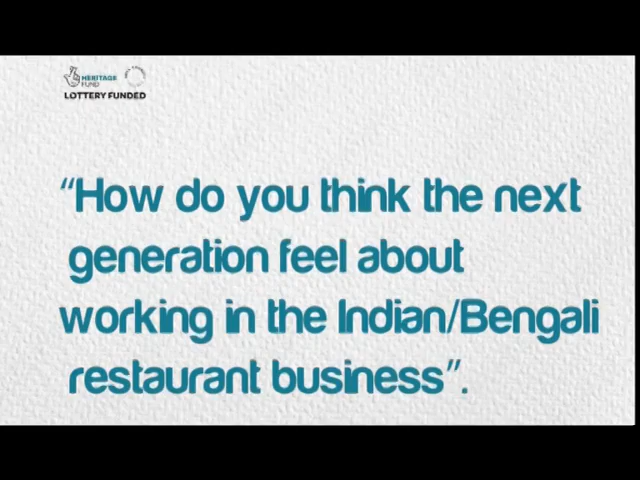 HERITAGE
FUND
LOTTERY FUNDED
“How do you think the next
generation feel about
working in the Indian/Bengali
restaurant business”.